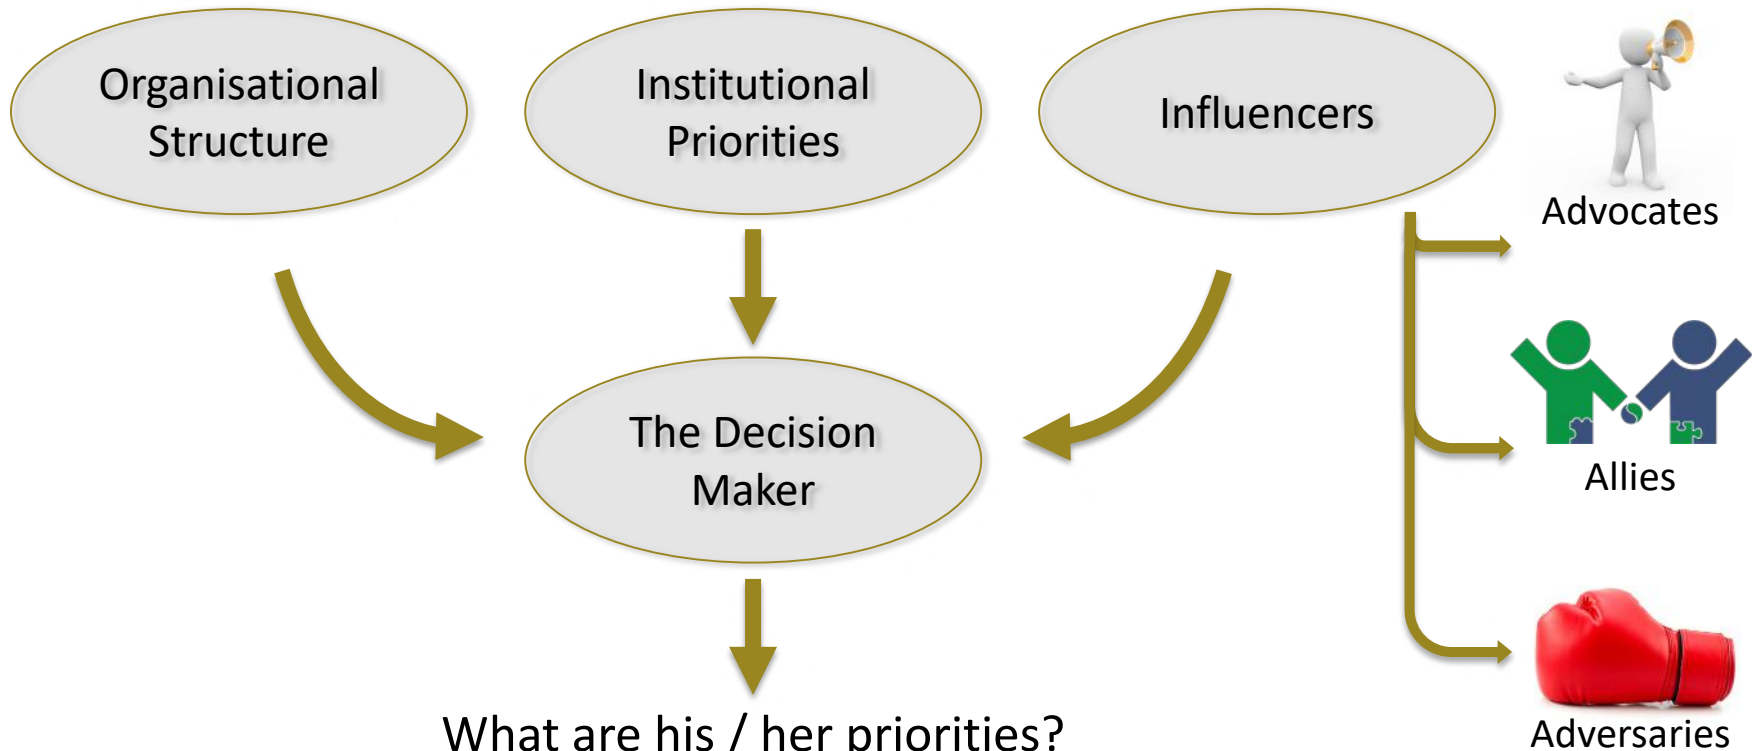 Organisational
Structure
Institutional
Priorities
Influencers
Advocates
The Decision
Maker
Allies
What are his / her priorities?
Adversaries